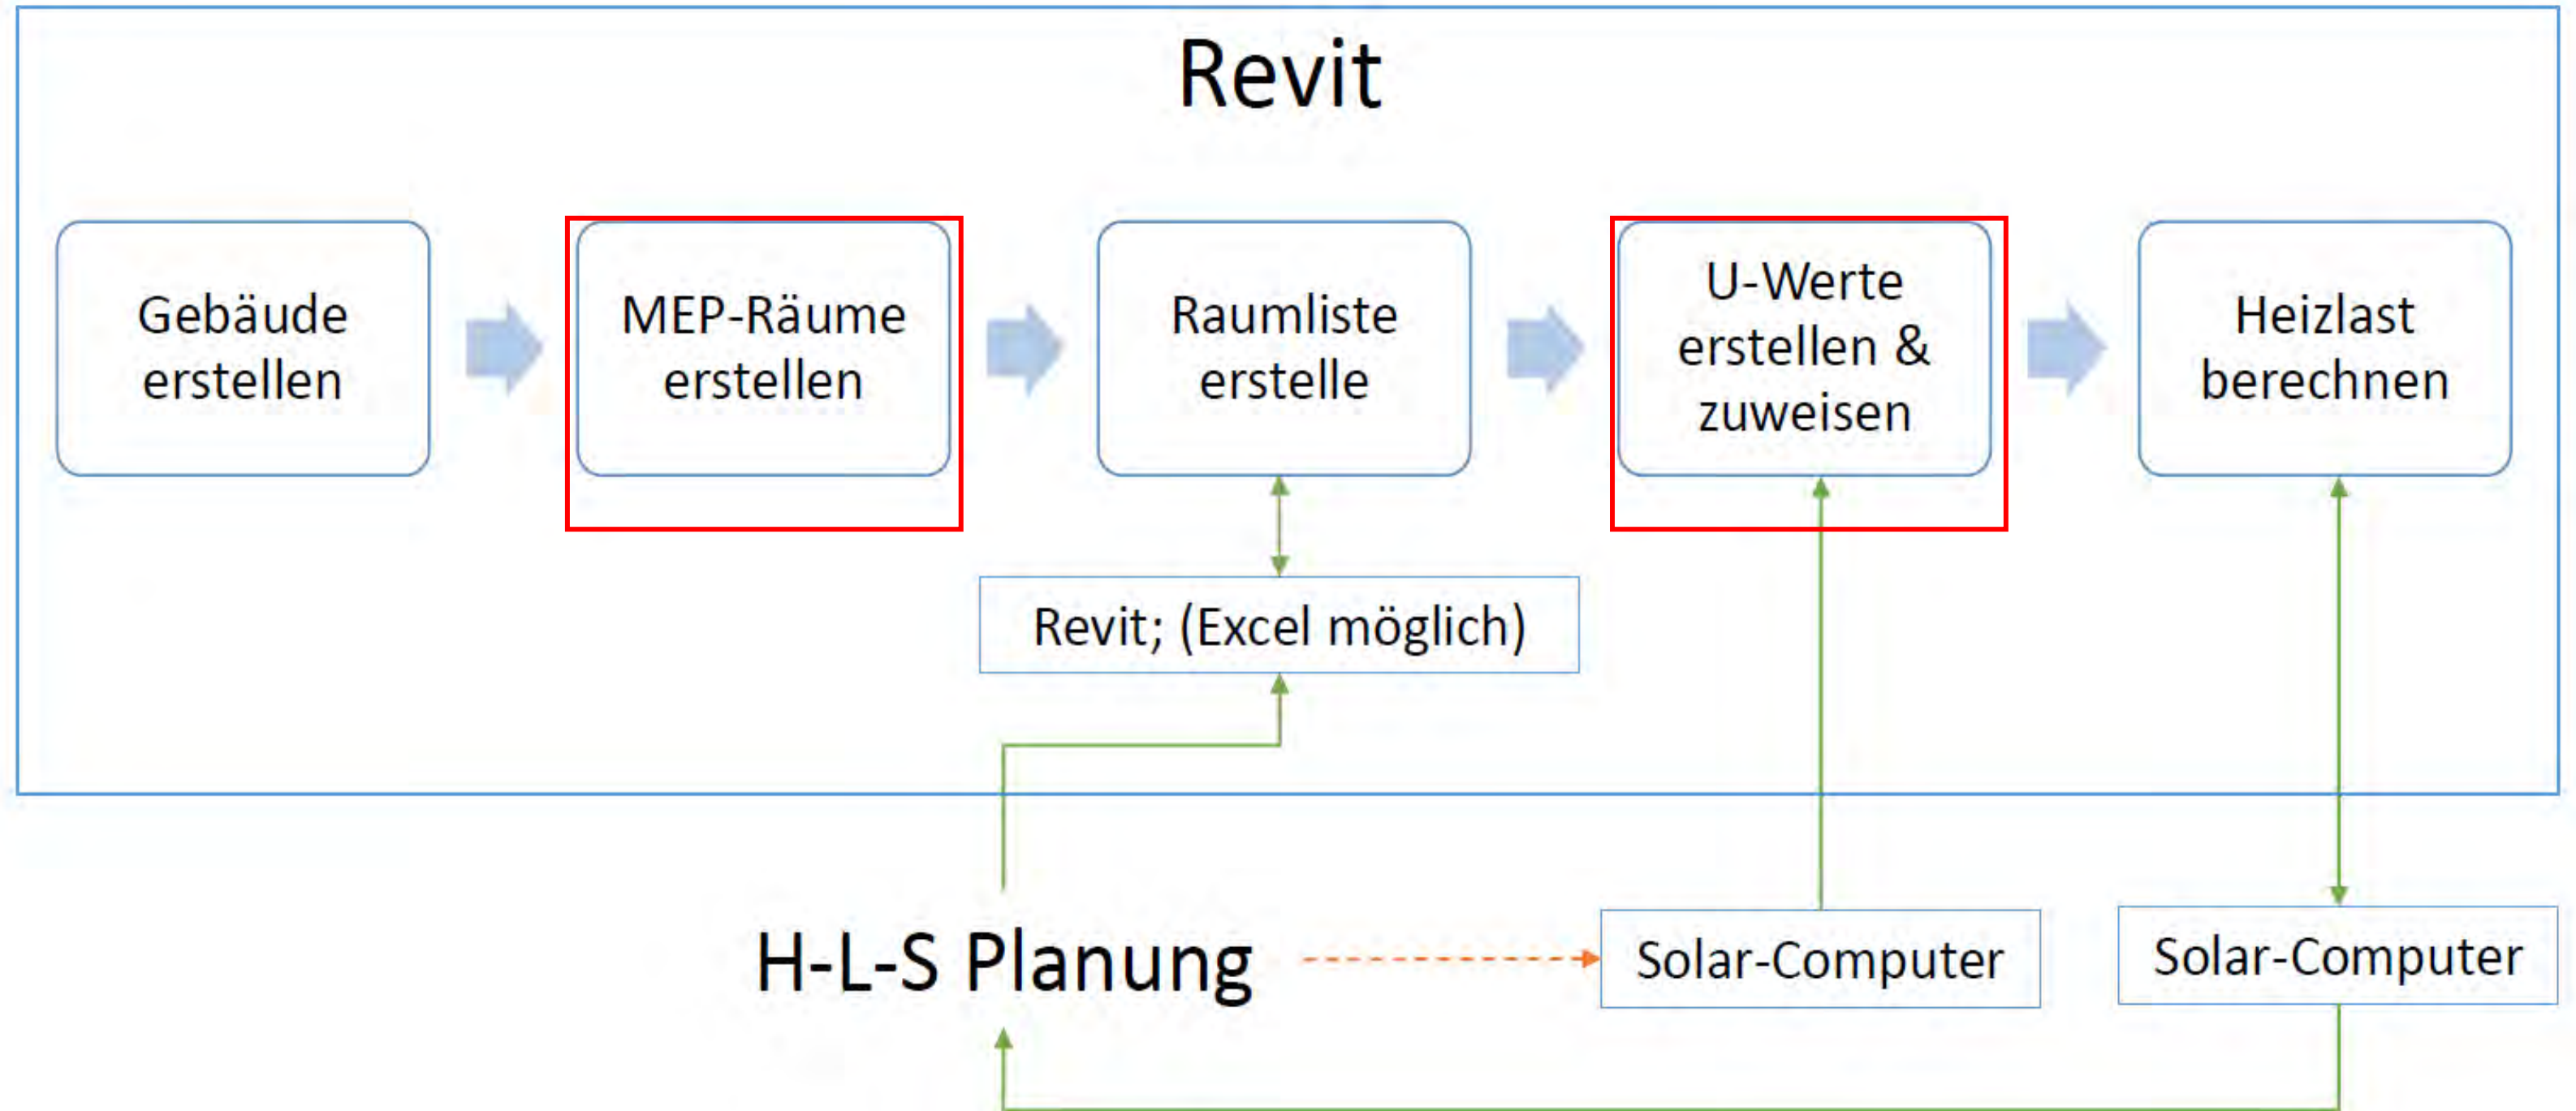 Revit
Gebäude
erstellen
MEP-Räume
erstellen
Raumliste
erstelle
U-Werte
erstellen &
zuweisen
Heizlast
berechnen
Revit; (Excel möglich)
H-L-S Planung
Solar-Computer
Solar-Computer